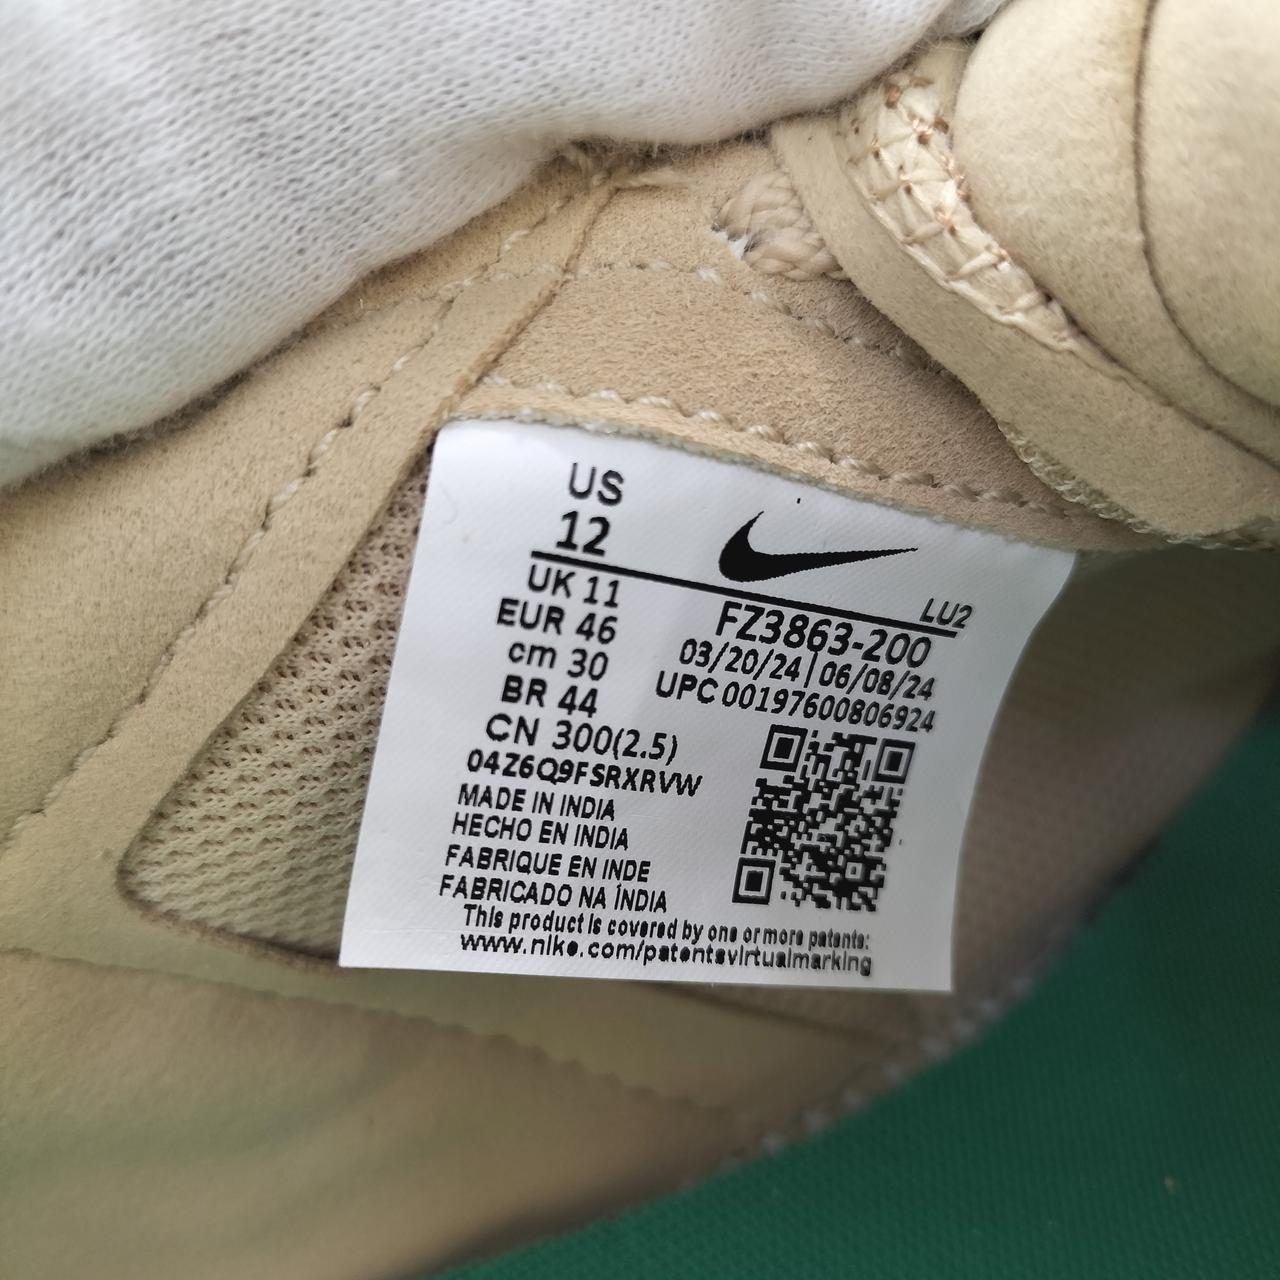 US
12
LU2
UK 11
EUR 46
cm 30
BR 44
CN 300(2.5)
FZ3863-200
03/20/24|06/08/24
UPC 00197600806924
04Z6Q9FSRXRVW
MADE IN INDIA
HECHO EN INDIA
FABRIQUE EN INDE
FABRICADO NA ÍNDIA
This product is covered by one or more patents:
www.nike.com/patentsvirtualmarking